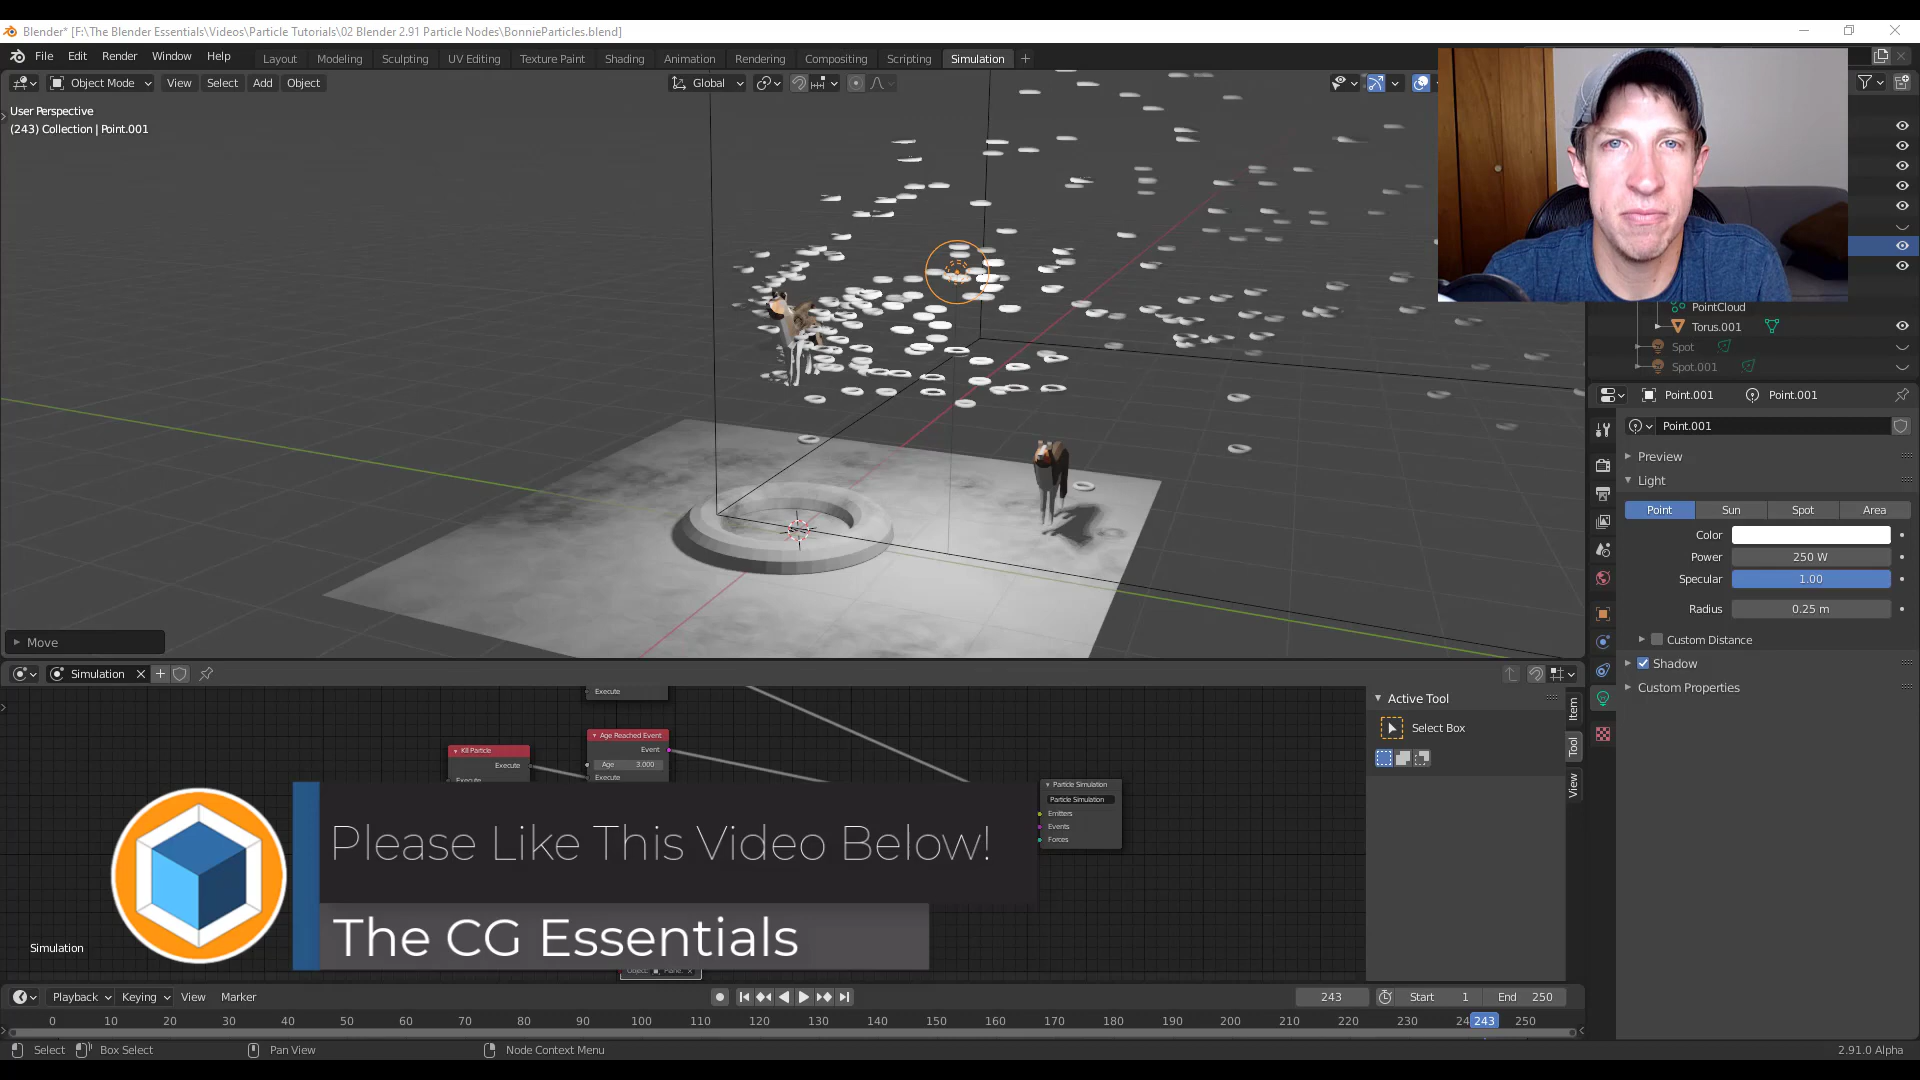 Blender* [F:\The Blender Essentials\Videos\Particle Tutorials\02 Blender 2.91 Particle Nodes\BonnieParticles.blend]
File Edit Render Window Help
Layout Modeling Sculpting UV Editing Texture Paint Shading Animation Rendering Compositing Scripting Simulation +
Object Mode View Select Add Object
Global
User Perspective
(243) Collection | Point.001
PointCloud
Torus.001
Spot
Spot.001
Point.001 Point.001
Point.001
Preview
Light
Point Sun Spot Area
Color
Power 250 W
Specular 1.00
Radius 0.25 m
Custom Distance
Shadow
Custom Properties
Move
Simulation
Execute
Age Reached Event
Event
Age 3.000
Execute
Kill Particle
Execute
Execute
Particle Simulation
Particle Simulation
Emitters
Events
Forces
Active Tool
Select Box
Item
Tool
View
Please Like This Video Below!
The CG Essentials
Simulation
Object Plane.
Playback Keying View Marker
243 Start 1 End 250
0 10 20 30 40 50 60 70 80 90 100 110 120 130 140 150 160 170 180 190 200 210 220 230 24 243 250
Select Box Select Pan View Node Context Menu
2.91.0 Alpha